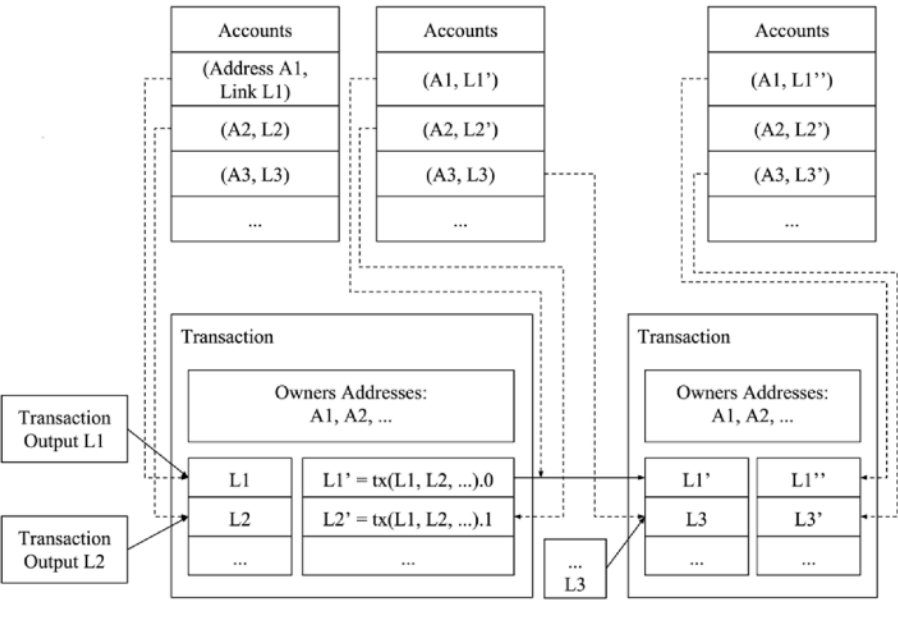 Accounts
(Address A1,
Link L1)
(A2, L2)
(A3, L3)
...
Accounts
(A1, L1’)
(A2, L2’)
(A3, L3)
...
Accounts
(A1, L1’’)
(A2, L2’)
(A3, L3’)
...
Transaction
Output L1
Transaction
Output L2
Transaction
Owners Addresses:
A1, A2, ...
L1
L2
...
L1’ = tx(L1, L2, ...).0
L2’ = tx(L1, L2, ...).1
...
...
L3
Transaction
Owners Addresses:
A1, A2, ...
L1’
L3
...
L1’’
L3’
...